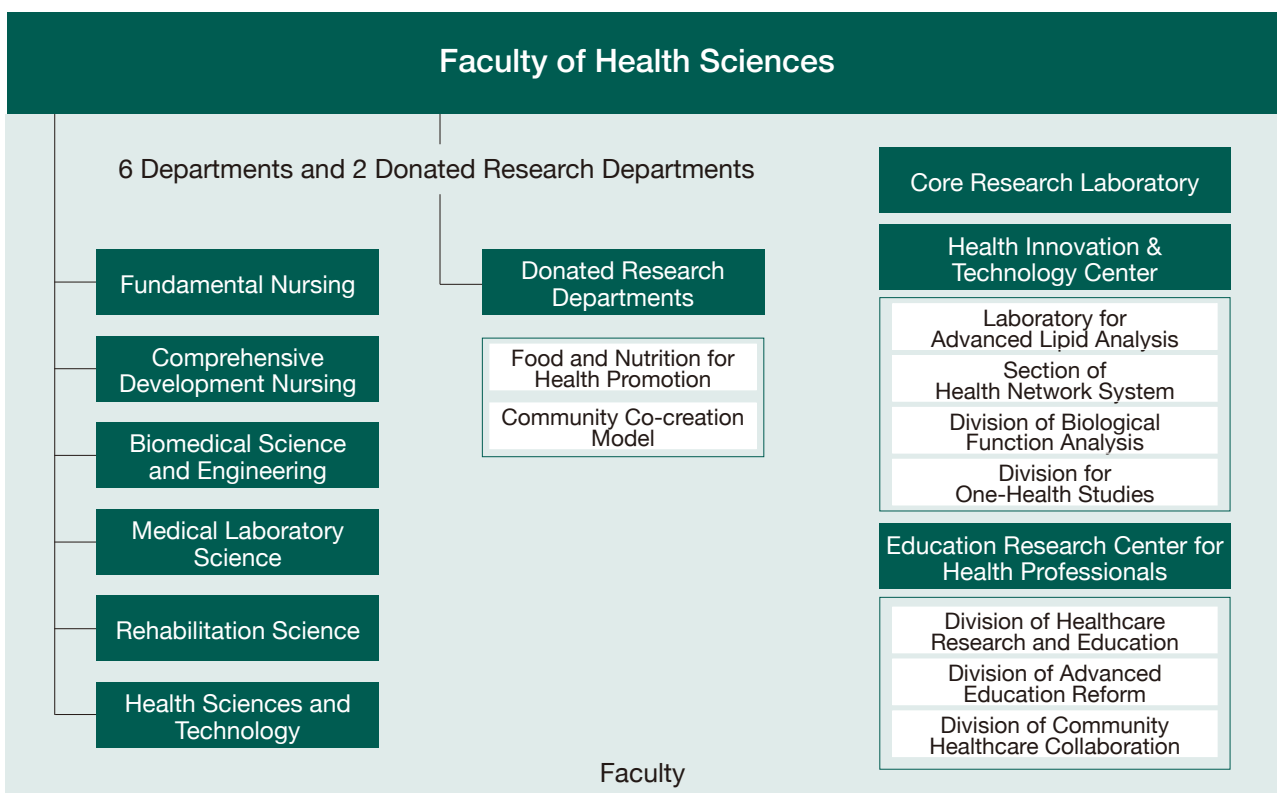 Faculty of Health Sciences
6 Departments and 2 Donated Research Departments
Fundamental Nursing
Comprehensive
Development Nursing
Biomedical Science
and Engineering
Medical Laboratory
Science
Rehabilitation Science
Health Sciences and
Technology
Donated Research
Departments
Food and Nutrition for
Health Promotion
Community Co-creation
Model
Core Research Laboratory
Health Innovation &
Technology Center
Laboratory for
Advanced Lipid Analysis
Section of
Health Network System
Division of Biological
Function Analysis
Division for
One-Health Studies
Education Research Center for
Health Professionals
Division of Healthcare
Research and Education
Division of Advanced
Education Reform
Division of Community
Healthcare Collaboration
Faculty